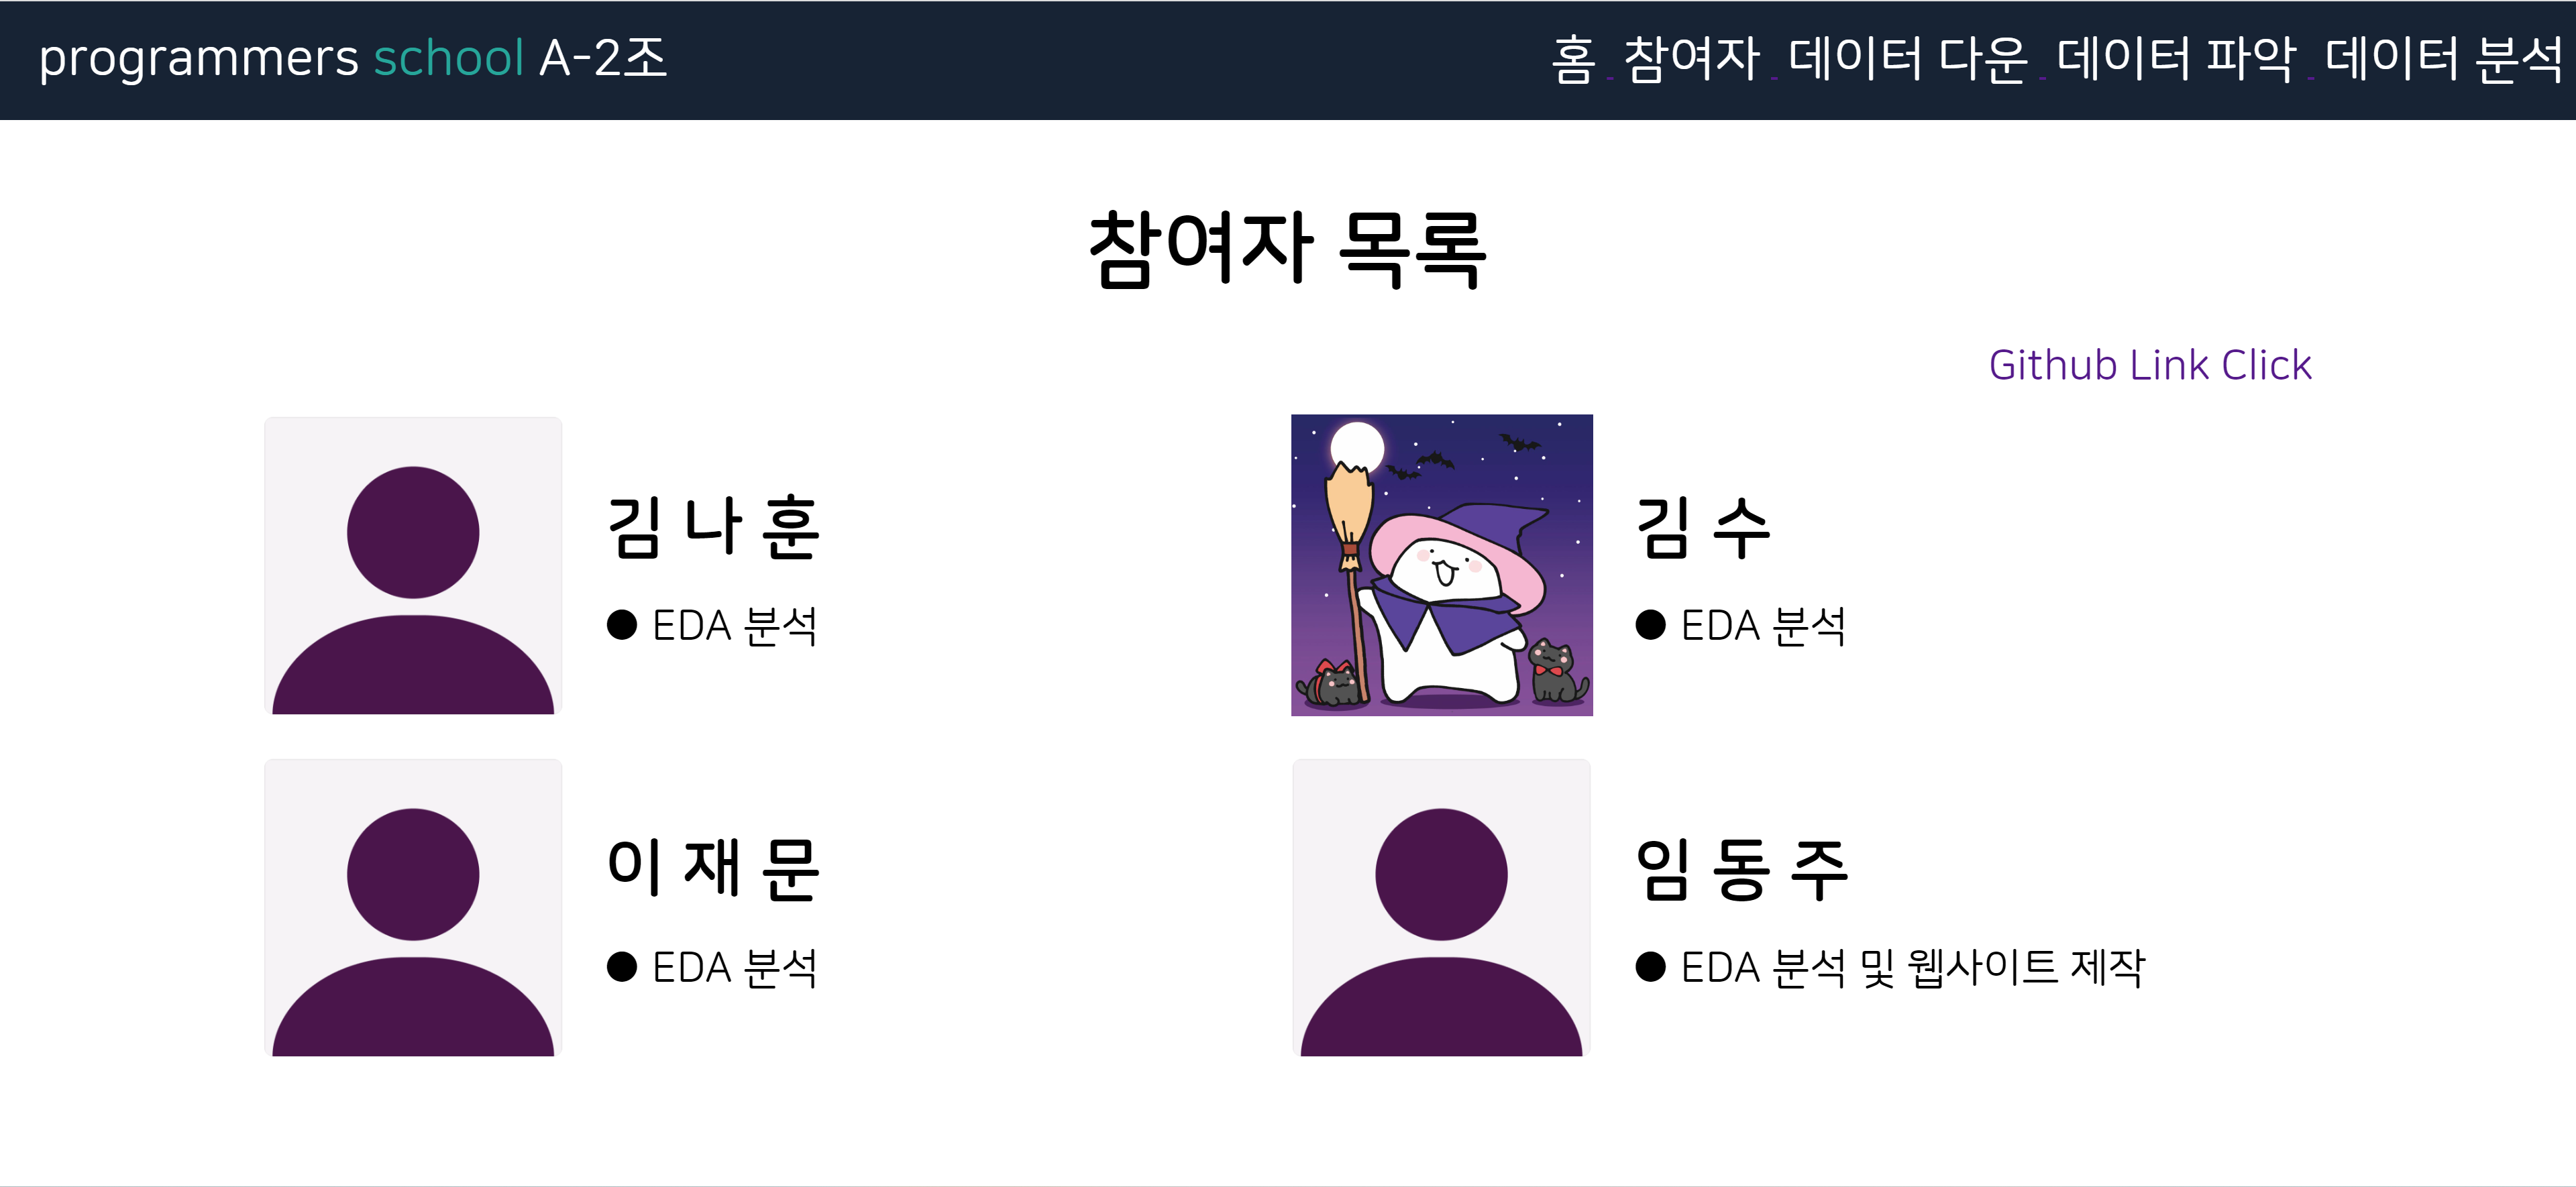 programmers school A-2조
홈 참여자 데이터 다운 데이터 파악 데이터 분석
참여자 목록
Github Link Click
김 나 훈
● EDA 분석
김 수
● EDA 분석
이 재 문
● EDA 분석
임 동 주
● EDA 분석 및 웹사이트 제작